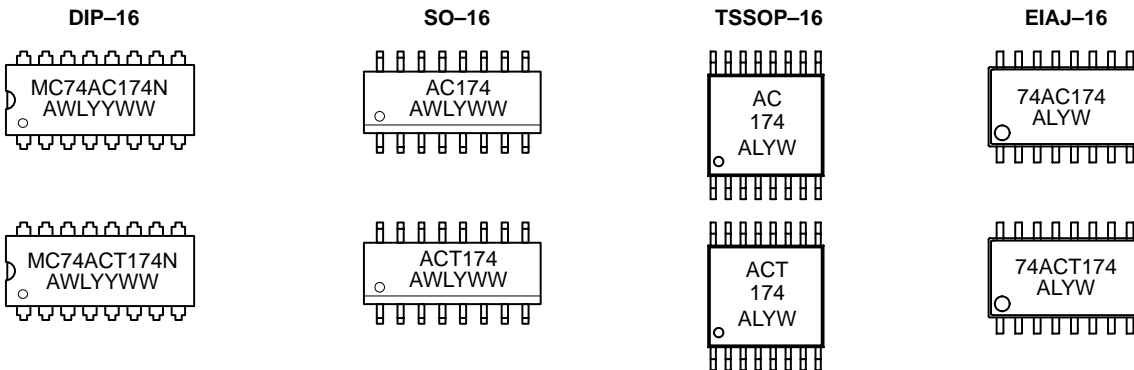 DIP–16
SO–16
TSSOP–16
EIAJ–16
MC74AC174N
AWLYYWW
AC174
AWLYWW
AC
174
ALYW
74AC174
ALYW
MC74ACT174N
AWLYYWW
ACT174
AWLYWW
ACT
174
ALYW
74ACT174
ALYW